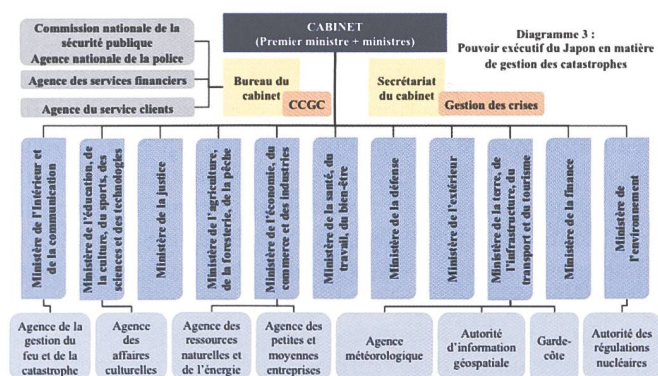 Commission nationale de la
sécurité publique
Agence nationale de la police
Agence des services financiers
Agence du service clients
CABINET
(Premier ministre + ministres)
Diagramme 3 :
Pouvoir exécutif du Japon en matière
de gestion des catastrophes
Bureau du
cabinet
CCGC
Secrétariat
du cabinet
Gestion des crises
Ministère de l'Intérieur et
de la communication
Ministère de l'éducation, de
la culture, du sports, des
sciences et des technologies
Ministère de la justice
Ministère de l'agriculture,
de la foresterie, de la pêche
Ministère de l'économie, du
commerce et des industries
Ministère de la santé, du
travail, du bien-être
Ministère de la défense
Ministère de l'extérieur
Ministère de la terre, de
l'infrastructure, du
transport et du tourisme
Ministère de la finance
Ministère de
l'environnement
Agence de la
gestion du
feu et de la
catastrophe
Agence
des
affaires
culturelles
Agence des
ressources
naturelles et
de l'énergie
Agence des
petites et
moyennes
entreprises
Agence
météorologique
Autorité
d'information
géospatiale
Garde-
côte
Autorité des
régulations
nucléaires